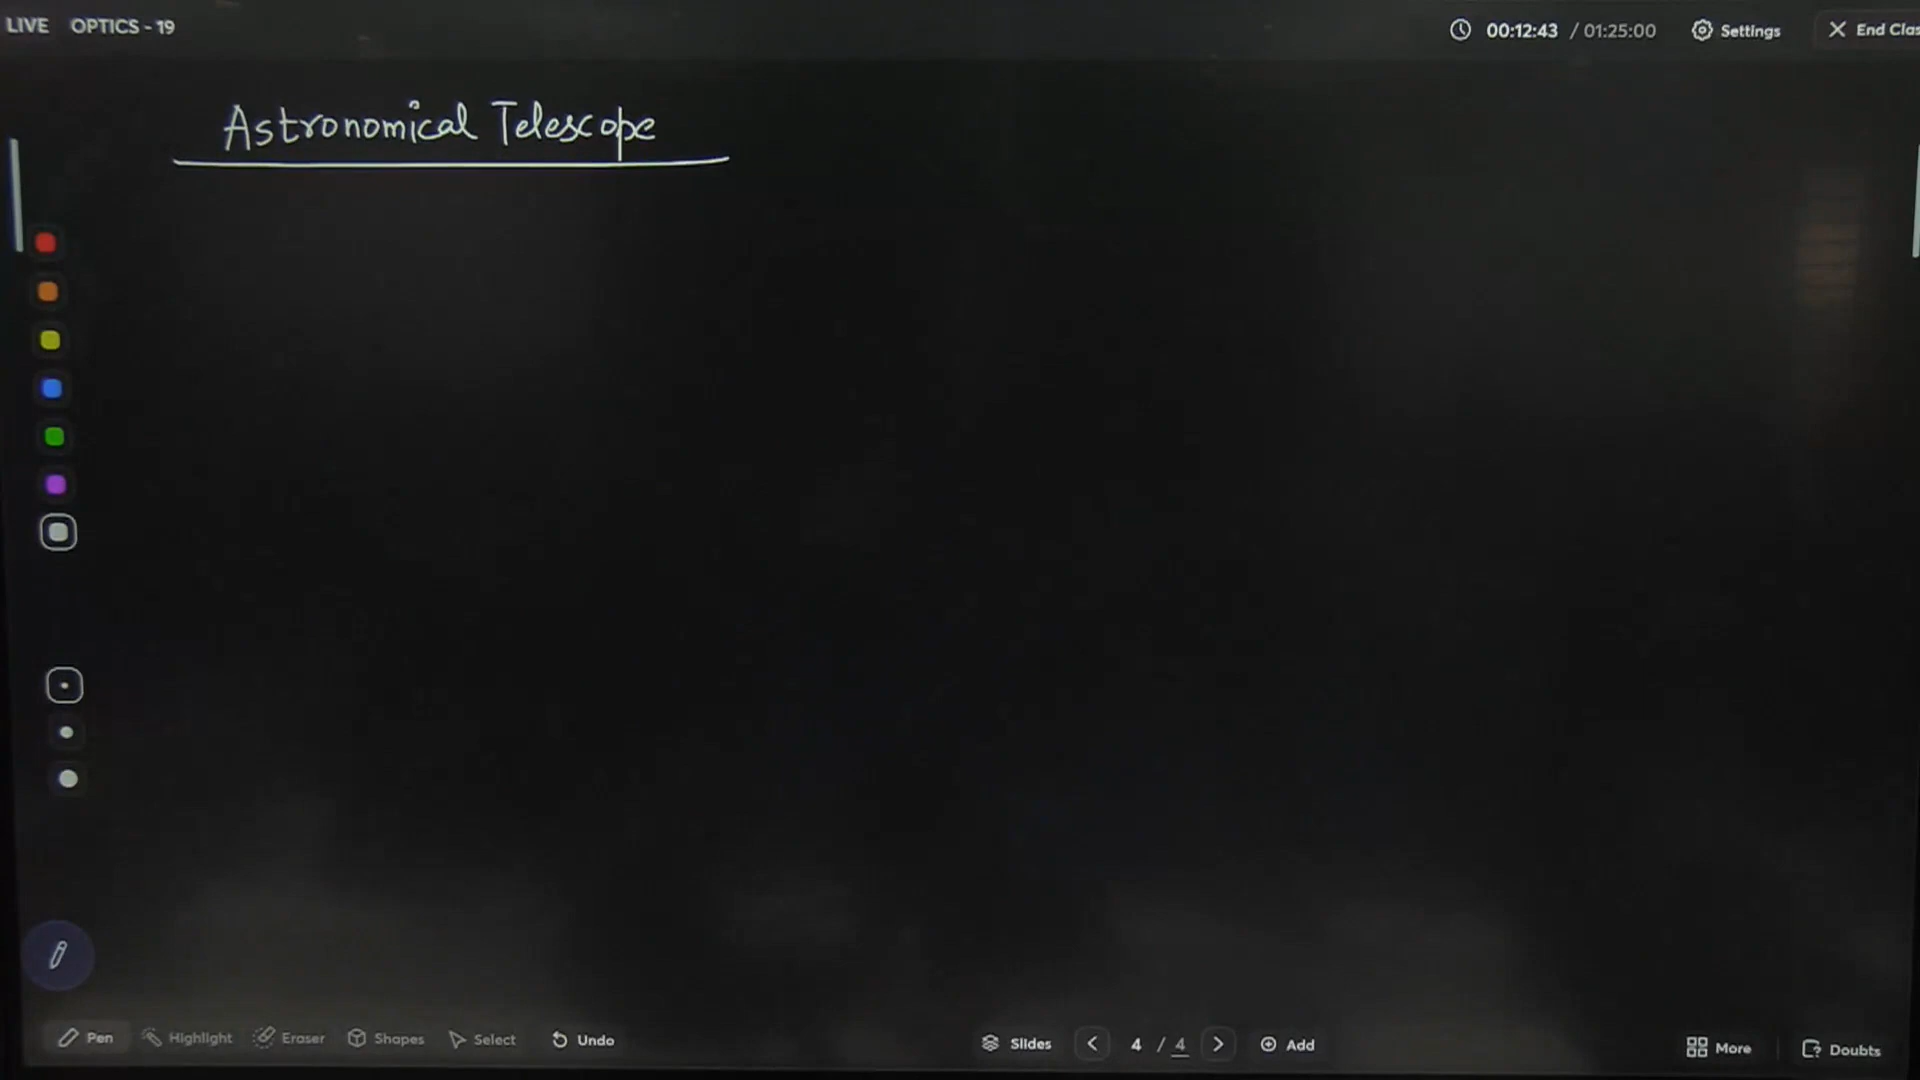 LIVE OPTICS - 19 00:12:43 / 01:25:00 Settings End Clas
Astronomical Telescope
Pen Highlight Eraser Shapes Select Undo Slides 4 / 4 Add More Doubts